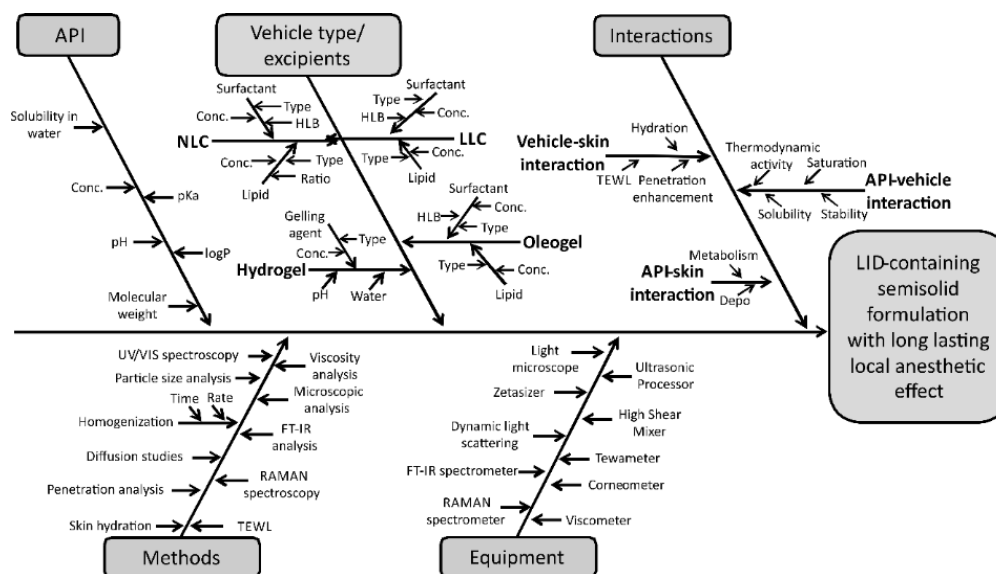 API
Vehicle type/
excipients
Interactions
Solubility in
water
Conc.
pKa
pH
logP
Molecular
weight
Surfactant
Type
Conc.
HLB
NLC
Conc.
Type
Ratio
Lipid
Surfactant
Type
Conc.
HLB
LLC
Type
Conc.
Lipid
Gelling
agent
Type
Conc.
Hydrogel
pH
Water
Surfactant
Conc.
HLB
Type
Oleogel
Type
Conc.
Lipid
Hydration
Vehicle-skin
interaction
TEWL
Penetration
enhancement
Thermodynamic
activity
Saturation
API-vehicle
interaction
Solubility
Stability
Metabolism
API-skin
interaction
Depo
LID-containing
semisolid
formulation
with long lasting
local anesthetic
effect
UV/VIS spectroscopy
Viscosity
analysis
Particle size analysis
Microscopic
analysis
Time
Rate
Homogenization
FT-IR
analysis
Diffusion studies
RAMAN
spectroscopy
Penetration analysis
Skin hydration
TEWL
Methods
Light
microscope
Ultrasonic
Processor
Zetasizer
High Shear
Mixer
Dynamic light
scattering
Tewameter
FT-IR spectrometer
Corneometer
RAMAN
spectrometer
Viscometer
Equipment